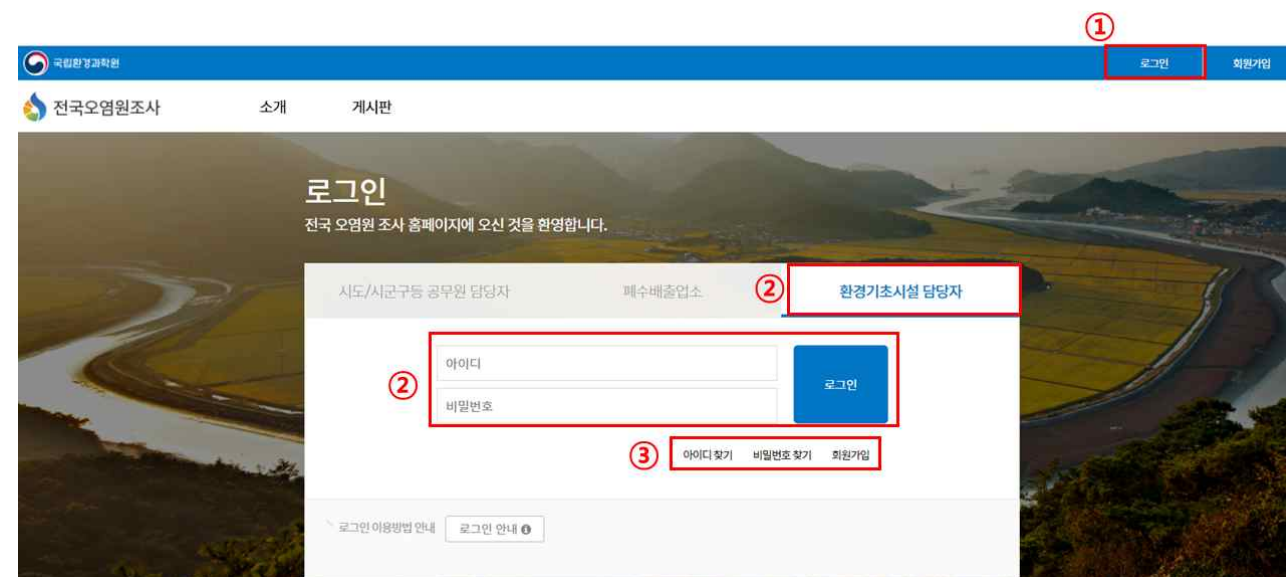 ①
국립환경과학원 로그인 회원가입
전국오염원조사 소개 게시판
로그인
전국 오염원 조사 홈페이지에 오신 것을 환영합니다.
시도/시군구등 공무원 담당자 폐수배출업소 ② 환경기초시설 담당자
아이디
② 로그인
비밀번호
③ 아이디 찾기 비밀번호 찾기 회원가입
로그인 이용방법 안내 로그인 안내